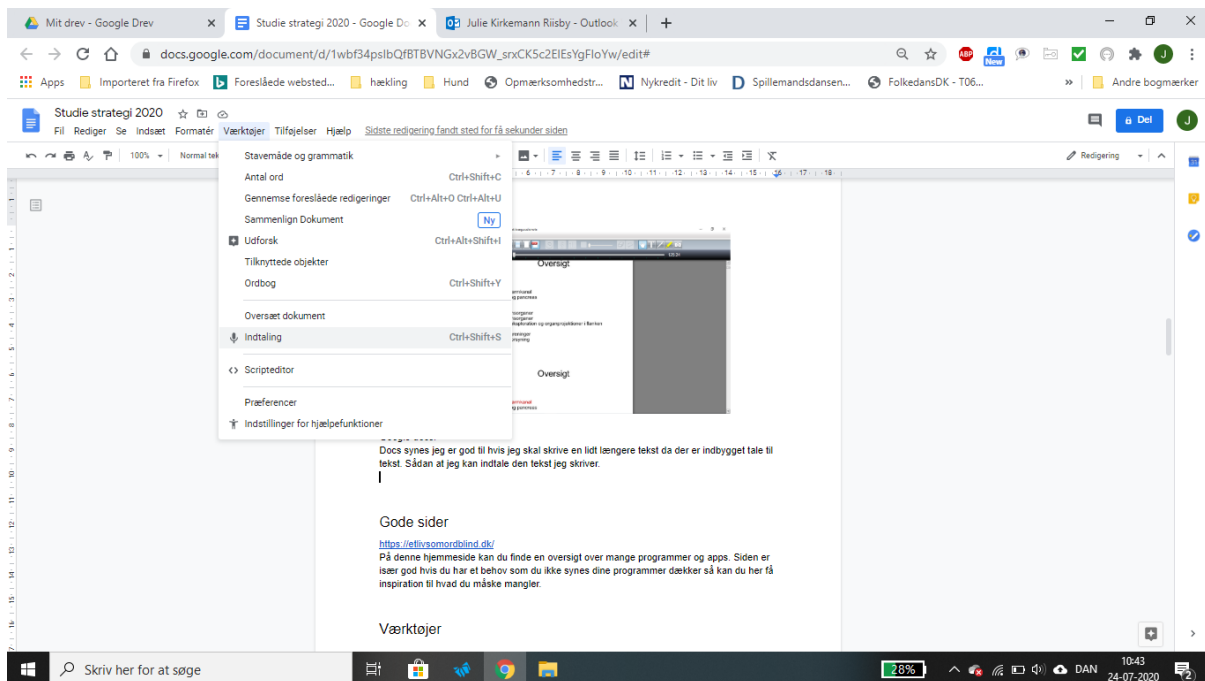 Mit drev - Google Drev
Studie strategi 2020 - Google Do
Julie Kirkemann Riisby - Outlook
docs.google.com/document/d/1wbf34psIbQfBTBVNGx2vBGW_srxCK5c2EIEsYgFIoYw/edit#
ABP
New
J
Apps
Importeret fra Firefox
Foreslåede websted...
hækling
Hund
Opmærksomhedstr...
Nykredit - Dit liv
Spillemandsdansen...
FolkedansDK - T06...
»
Andre bogmærker
Studie strategi 2020
Fil Rediger Se Indsæt Formatér Værktøjer Tilføjelser Hjælp Sidste redigering fandt sted for få sekunder siden
Del
J
100%
Normal tek
Redigering
Stavemåde og grammatik
Antal ord Ctrl+Shift+C
Gennemse foreslåede redigeringer Ctrl+Alt+O Ctrl+Alt+U
Sammenlign Dokument Ny
Udforsk Ctrl+Alt+Shift+I
Tilknyttede objekter
Ordbog Ctrl+Shift+Y
Oversæt dokument
Indtaling Ctrl+Shift+S
Scripteditor
Præferencer
Indstillinger for hjælpefunktioner
Oversigt
Oversigt
Docs synes jeg er god til hvis jeg skal skrive en lidt længere tekst da der er indbygget tale til
tekst. Sådan at jeg kan indtale den tekst jeg skriver.
Gode sider
https://etlivsomordblind.dk/
På denne hjemmeside kan du finde en oversigt over mange programmer og apps. Siden er
især god hvis du har et behov som du ikke synes dine programmer dækker så kan du her få
inspiration til hvad du måske mangler.
Værktøjer
Skriv her for at søge
28%
DAN
10:43
24-07-2020
2